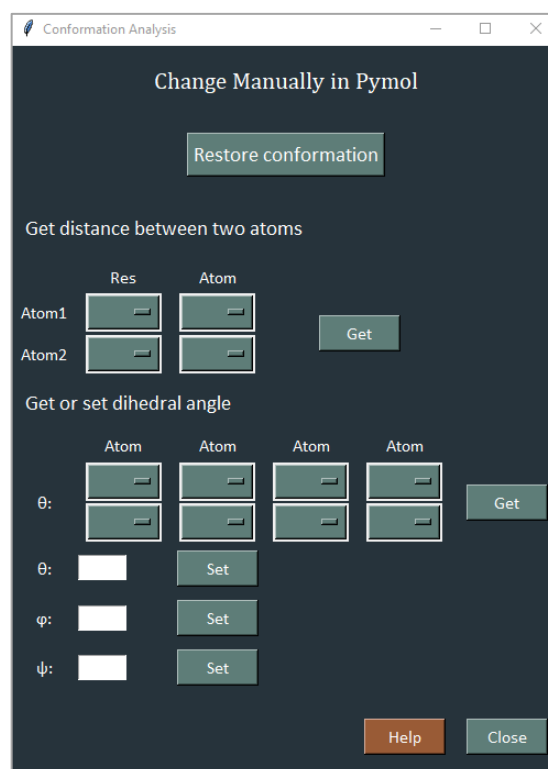 Conformation Analysis
Change Manually in Pymol
Restore conformation
Get distance between two atoms
Res Atom
Atom1
Get
Atom2
Get or set dihedral angle
Atom Atom Atom Atom
θ: Get
θ: Set
φ: Set
ψ: Set
Help Close